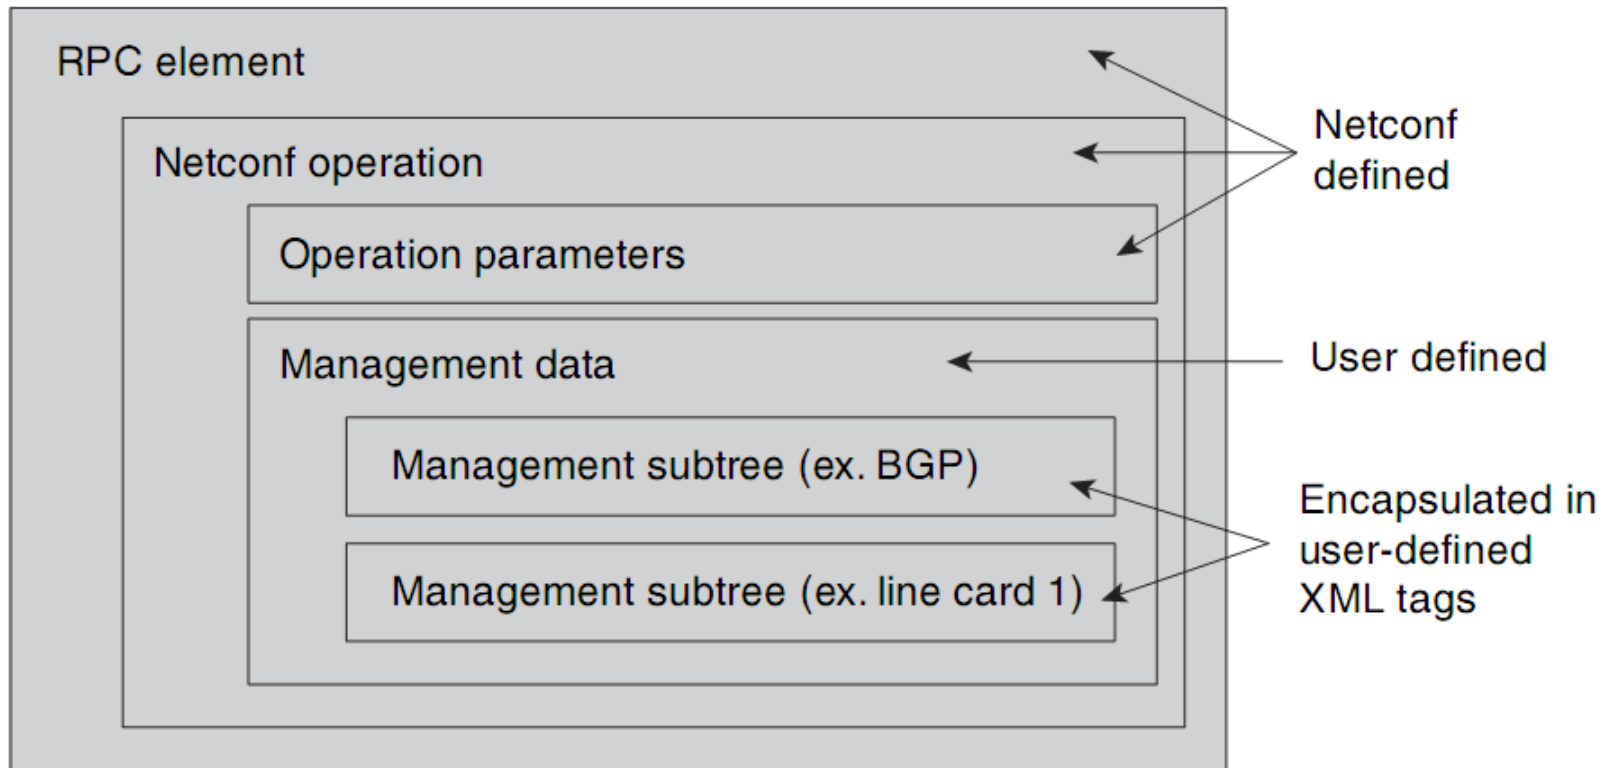 RPC element
Netconf operation
Operation parameters
Management data
Management subtree (ex. BGP)
Management subtree (ex. line card 1)
Netconf
defined
User defined
Encapsulated in
user-defined
XML tags